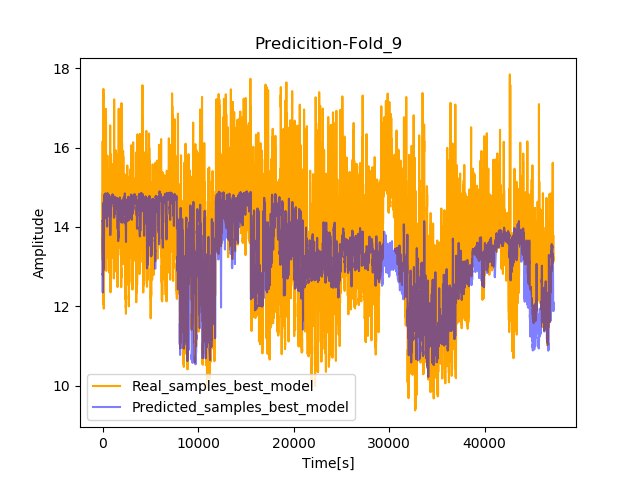 Predicition-Fold_9
18
16
14
12
10
Amplitude
Real_samples_best_model
Predicted_samples_best_model
0
10000
20000
30000
40000
Time[s]